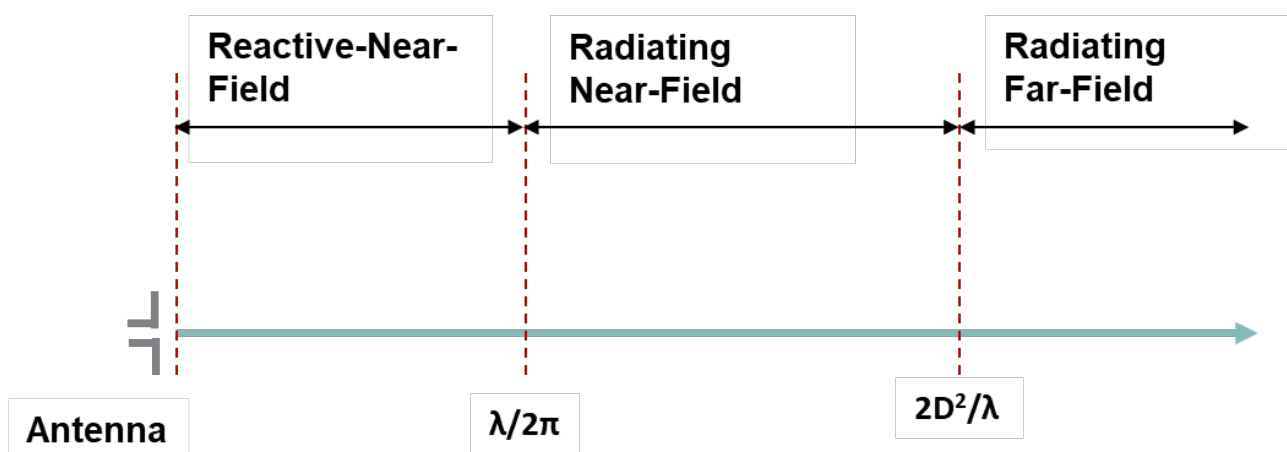 Reactive-Near-
Field
Radiating
Near-Field
Radiating
Far-Field
Antenna
λ/2π
2D²/λ